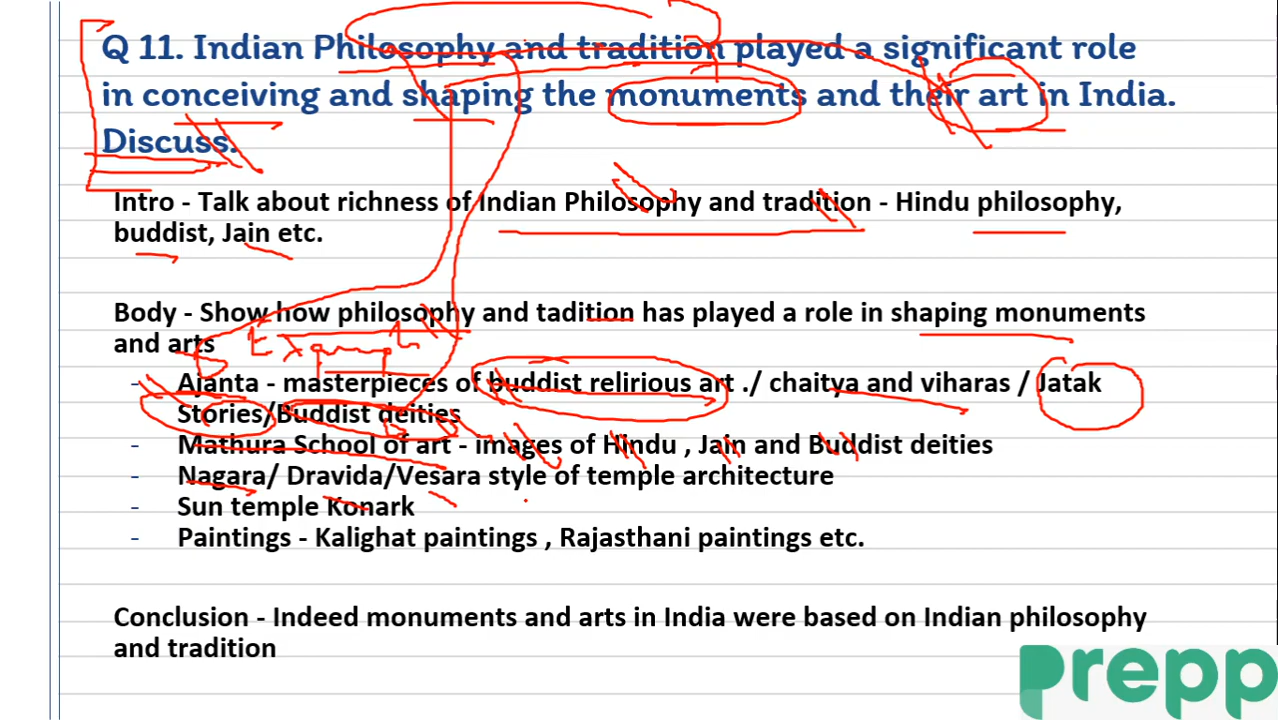 Q 11. Indian Philosophy and tradition played a significant role
in conceiving and shaping the monuments and their art in India.
Discuss.
Intro - Talk about richness of Indian Philosophy and tradition - Hindu philosophy,
buddist, Jain etc.
Body - Show how philosophy and tadition has played a role in shaping monuments
and arts
- Ajanta - masterpieces of buddist relirious art ./ chaitya and viharas / Jatak
Stories/Buddist deities
- Mathura School of art - images of Hindu , Jain and Buddist deities
- Nagara/ Dravida/Vesara style of temple architecture
- Sun temple Konark
- Paintings - Kalighat paintings , Rajasthani paintings etc.
Conclusion - Indeed monuments and arts in India were based on Indian philosophy
and tradition
prepp